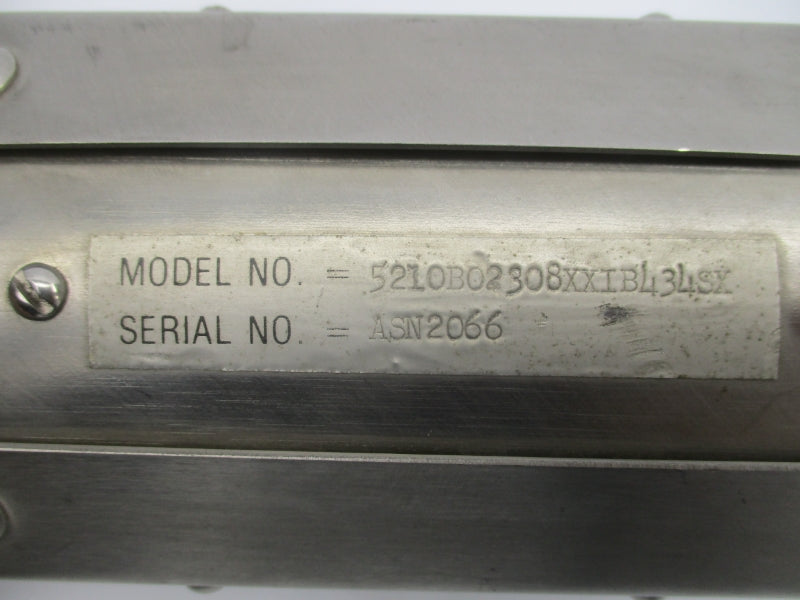 MODEL NO. = 5210B02308XXIB434SX
SERIAL NO. = ASN2066